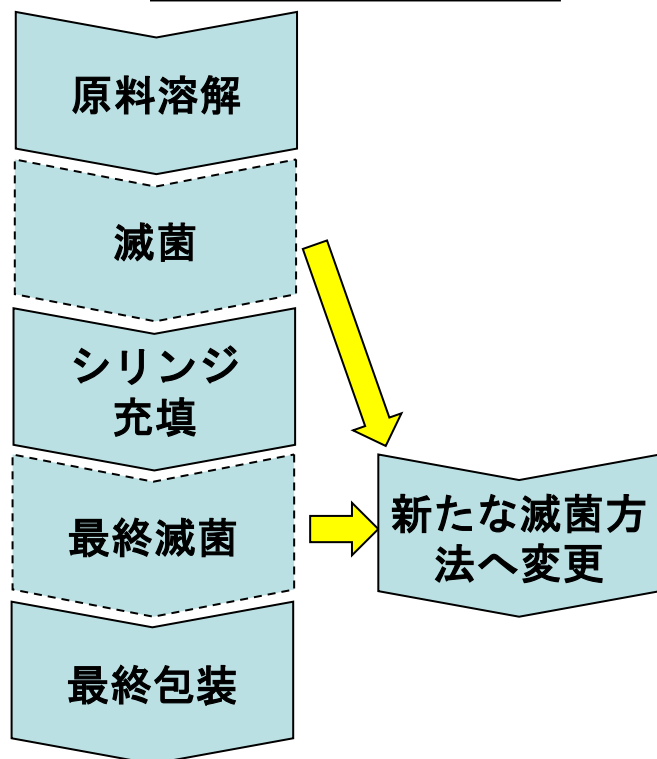 原料溶解
滅菌
シリンジ
充填
最終滅菌
新たな滅菌方
法へ変更
最終包装